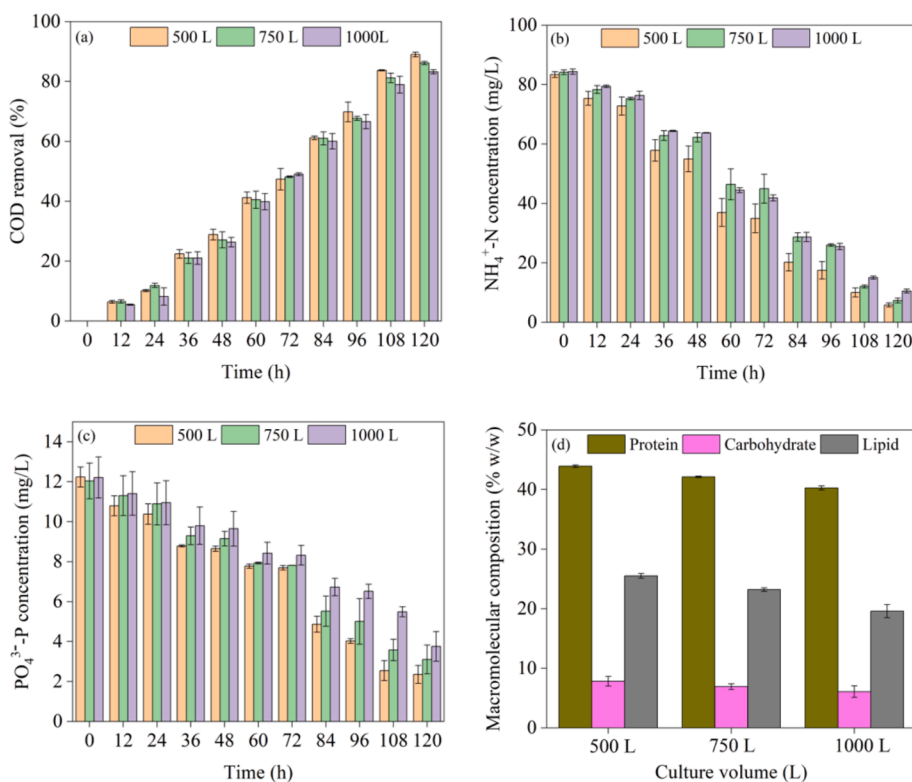 (a)
500 L 750 L 1000L
COD removal (%)
100
80
60
40
20
0
0 12 24 36 48 60 72 84 96 108 120
Time (h)
(b)
500 L 750 L 1000 L
NH₄⁺-N concentration (mg/L)
100
80
60
40
20
0
0 12 24 36 48 60 72 84 96 108 120
Time (h)
(c)
500 L 750 L 1000 L
PO₄³⁻-P concentration (mg/L)
14
12
10
8
6
4
2
0
0 12 24 36 48 60 72 84 96 108 120
Time (h)
(d)
Protein Carbohydrate Lipid
Macromolecular composition (% w/w)
50
40
30
20
10
0
500 L 750 L 1000 L
Culture volume (L)